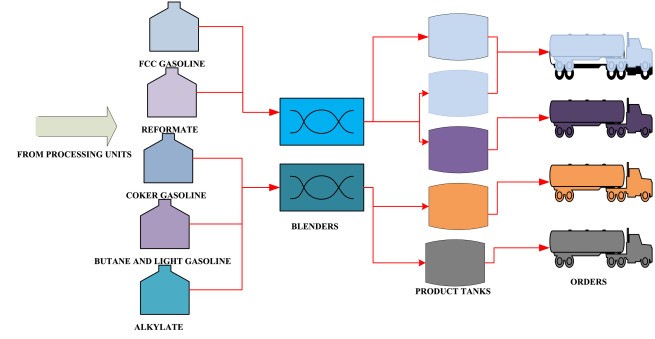 FCC GASOLINE
REFORMATE
FROM PROCESSING UNITS
COKER GASOLINE
BUTANE AND LIGHT GASOLINE
ALKYLATE
BLENDERS
PRODUCT TANKS
ORDERS